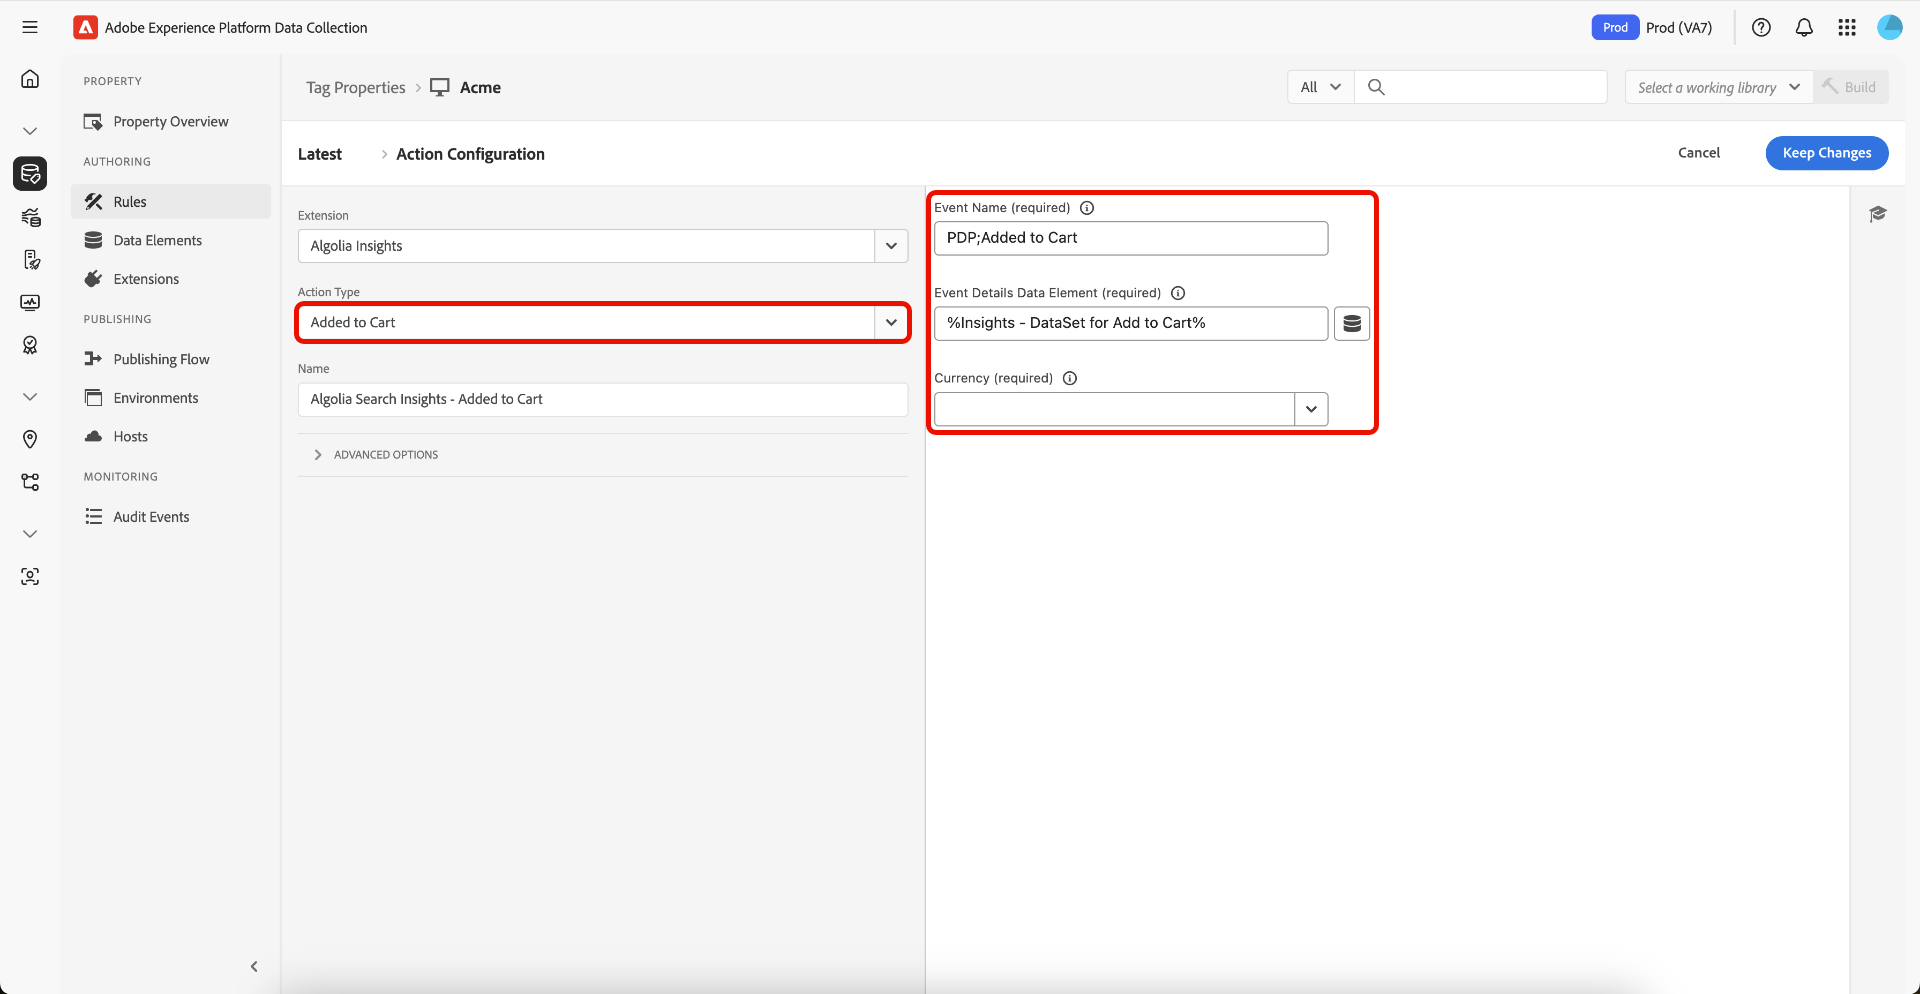 Adobe Experience Platform Data Collection
Prod
Prod (VA7)
PROPERTY
Property Overview
AUTHORING
Rules
Data Elements
Extensions
PUBLISHING
Publishing Flow
Environments
Hosts
MONITORING
Audit Events
Tag Properties
Acme
All
Select a working library
Build
Latest
Action Configuration
Cancel
Keep Changes
Extension
Algolia Insights
Action Type
Added to Cart
Name
Algolia Search Insights - Added to Cart
ADVANCED OPTIONS
Event Name (required)
PDP;Added to Cart
Event Details Data Element (required)
%Insights - DataSet for Add to Cart%
Currency (required)